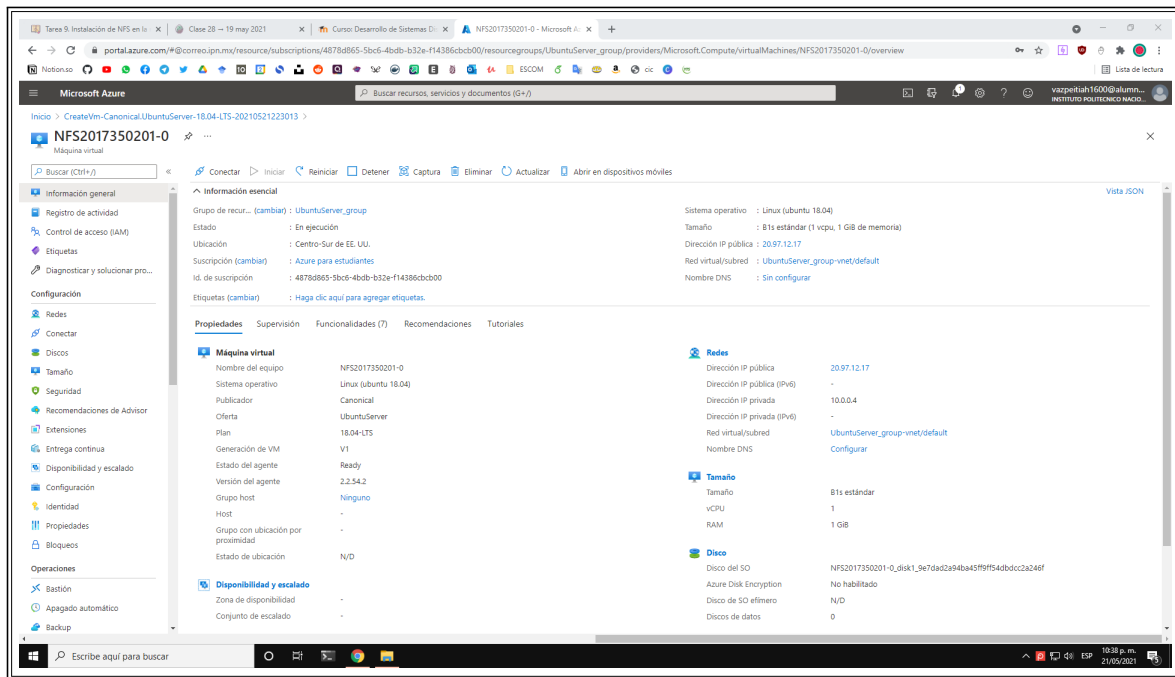 Tarea 9. Instalación de NFS en la
Clase 28 → 19 may 2021
Curso: Desarrollo de Sistemas Di
NFS2017350201-0 - Microsoft Az
portal.azure.com/#@correo.ipn.mx/resource/subscriptions/4878d865-5bc6-4bdb-b32e-f14386cbcb00/resourcegroups/UbuntuServer_group/providers/Microsoft.Compute/virtualMachines/NFS2017350201-0/overview
Notion.so
ESCOM
cic
Lista de lectura
Microsoft Azure
Buscar recursos, servicios y documentos (G+/)
1
vazpeitiah1600@alumn...
INSTITUTO POLITECNICO NACIO...
Inicio > CreateVm-Canonical.UbuntuServer-18.04-LTS-20210521223013 >
NFS2017350201-0 ...
Máquina virtual
Buscar (Ctrl+/) «
Conectar Iniciar Reiniciar Detener Captura Eliminar Actualizar Abrir en dispositivos móviles
Información general
Registro de actividad
Control de acceso (IAM)
Etiquetas
Diagnosticar y solucionar pro...
Configuración
Redes
Conectar
Discos
Tamaño
Seguridad
Recomendaciones de Advisor
Extensiones
Entrega continua
Disponibilidad y escalado
Configuración
Identidad
Propiedades
Bloqueos
Operaciones
Bastión
Apagado automático
Backup
Información esencial
Vista JSON
Grupo de recur... (cambiar) : UbuntuServer_group
Estado : En ejecución
Ubicación : Centro-Sur de EE. UU.
Suscripción (cambiar) : Azure para estudiantes
Id. de suscripción : 4878d865-5bc6-4bdb-b32e-f14386cbcb00
Etiquetas (cambiar) : Haga clic aquí para agregar etiquetas.
Sistema operativo : Linux (ubuntu 18.04)
Tamaño : B1s estándar (1 vcpu, 1 GiB de memoria)
Dirección IP pública : 20.97.12.17
Red virtual/subred : UbuntuServer_group-vnet/default
Nombre DNS : Sin configurar
Propiedades Supervisión Funcionalidades (7) Recomendaciones Tutoriales
Máquina virtual
Nombre del equipo NFS2017350201-0
Sistema operativo Linux (ubuntu 18.04)
Publicador Canonical
Oferta UbuntuServer
Plan 18.04-LTS
Generación de VM V1
Estado del agente Ready
Versión del agente 2.2.54.2
Grupo host Ninguno
Host -
Grupo con ubicación por -
proximidad
Estado de ubicación N/D
Disponibilidad y escalado
Zona de disponibilidad -
Conjunto de escalado -
Redes
Dirección IP pública 20.97.12.17
Dirección IP pública (IPv6) -
Dirección IP privada 10.0.0.4
Dirección IP privada (IPv6) -
Red virtual/subred UbuntuServer_group-vnet/default
Nombre DNS Configurar
Tamaño
Tamaño B1s estándar
vCPU 1
RAM 1 GiB
Disco
Disco del SO NFS2017350201-0_disk1_9e7dad2a94ba45ff9ff54dbdcc2a246f
Azure Disk Encryption No habilitado
Disco de SO efímero N/D
Discos de datos 0
Escribe aquí para buscar
ESP
10:38 p. m.
21/05/2021